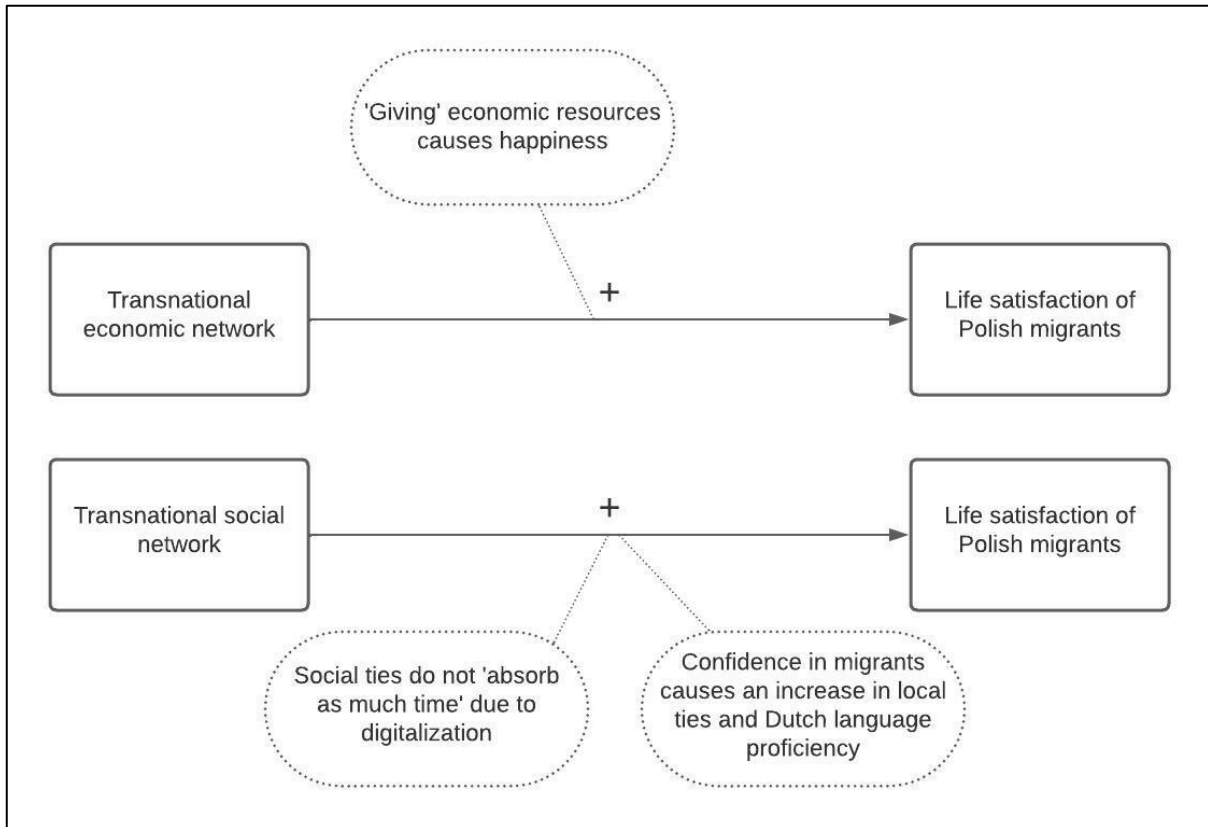 'Giving' economic resources
causes happiness
+
Transnational
economic network
Life satisfaction of
Polish migrants
+
Transnational social
network
Life satisfaction of
Polish migrants
Social ties do not 'absorb
as much time' due to
digitalization
Confidence in migrants
causes an increase in local
ties and Dutch language
proficiency